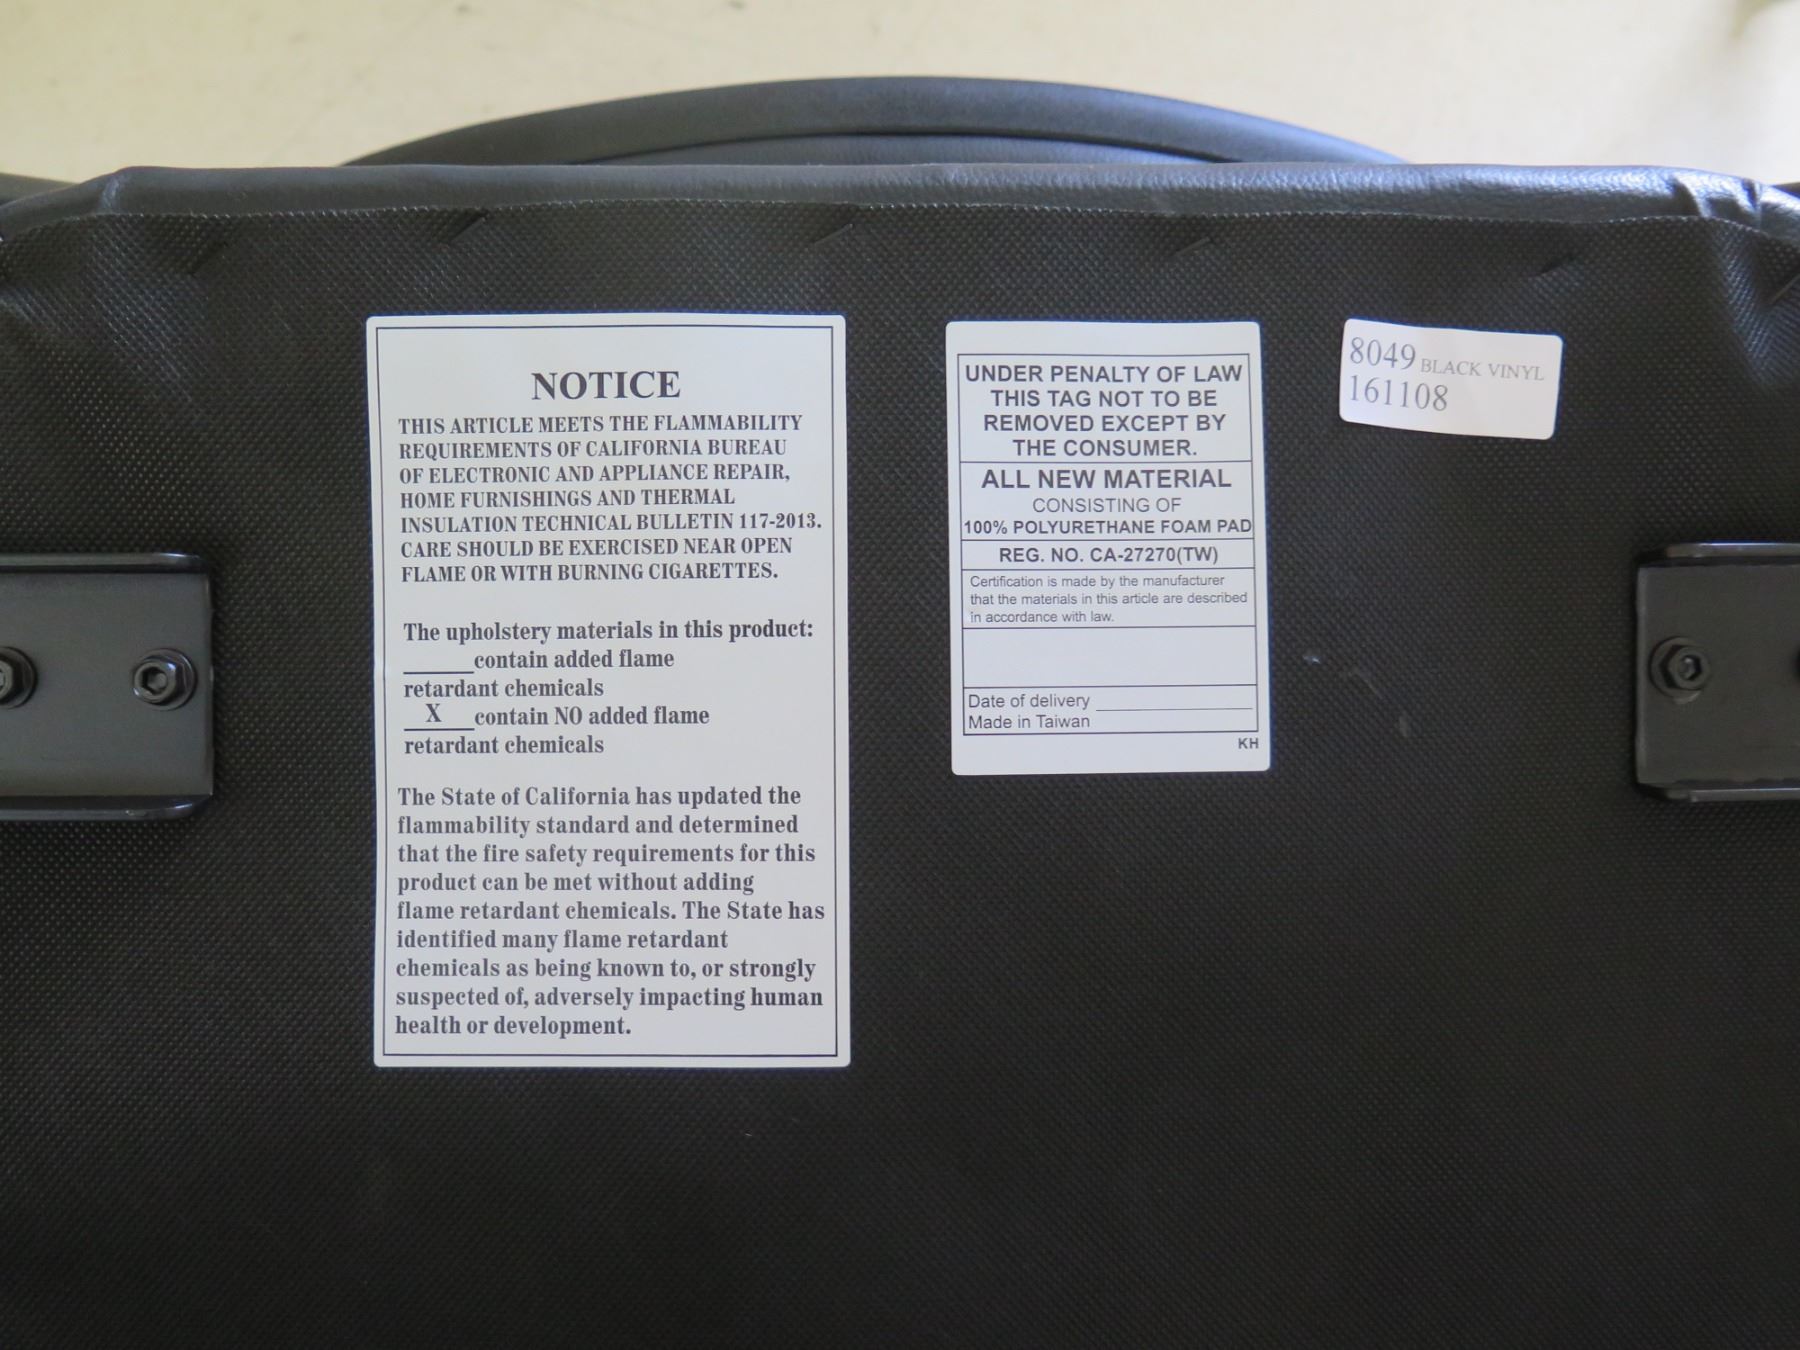 NOTICE
THIS ARTICLE MEETS THE FLAMMABILITY
REQUIREMENTS OF CALIFORNIA BUREAU
OF ELECTRONIC AND APPLIANCE REPAIR,
HOME FURNISHINGS AND THERMAL
INSULATION TECHNICAL BULLETIN 117-2013.
CARE SHOULD BE EXERCISED NEAR OPEN
FLAME OR WITH BURNING CIGARETTES.
The upholstery materials in this product:
______contain added flame
retardant chemicals
__X__contain NO added flame
retardant chemicals
The State of California has updated the
flammability standard and determined
that the fire safety requirements for this
product can be met without adding
flame retardant chemicals. The State has
identified many flame retardant
chemicals as being known to, or strongly
suspected of, adversely impacting human
health or development.
UNDER PENALTY OF LAW
THIS TAG NOT TO BE
REMOVED EXCEPT BY
THE CONSUMER.
ALL NEW MATERIAL
CONSISTING OF
100% POLYURETHANE FOAM PAD
REG. NO. CA-27270(TW)
Certification is made by the manufacturer
that the materials in this article are described
in accordance with law.
Date of delivery ______________
Made in Taiwan
KH
8049 BLACK VINYL
161108